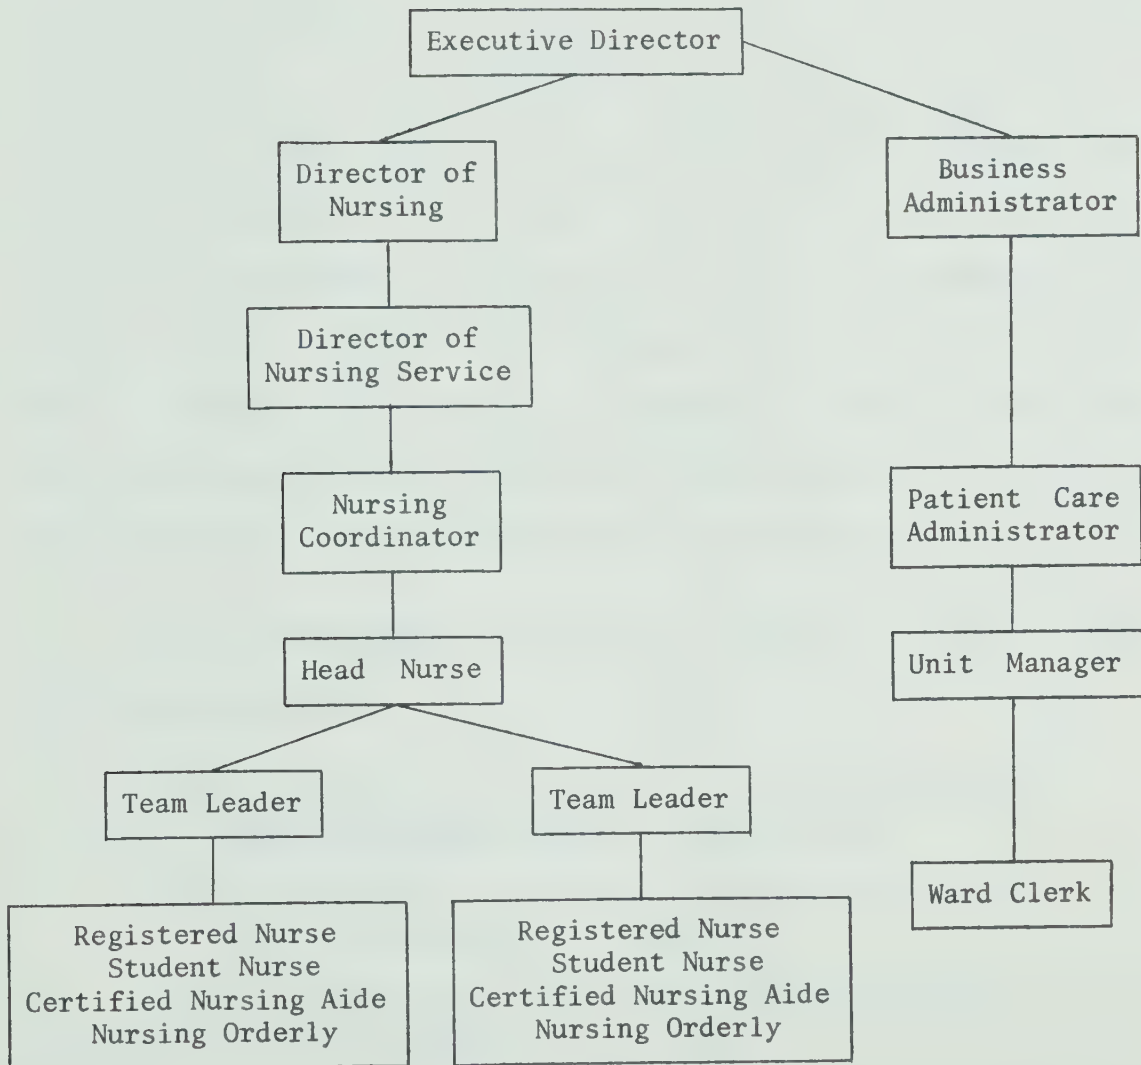 Executive Director
Director of
Nursing
Business
Administrator
Director of
Nursing Service
Nursing
Coordinator
Patient Care
Administrator
Head Nurse
Unit Manager
Team Leader
Team Leader
Ward Clerk
Registered Nurse
Student Nurse
Certified Nursing Aide
Nursing Orderly
Registered Nurse
Student Nurse
Certified Nursing Aide
Nursing Orderly